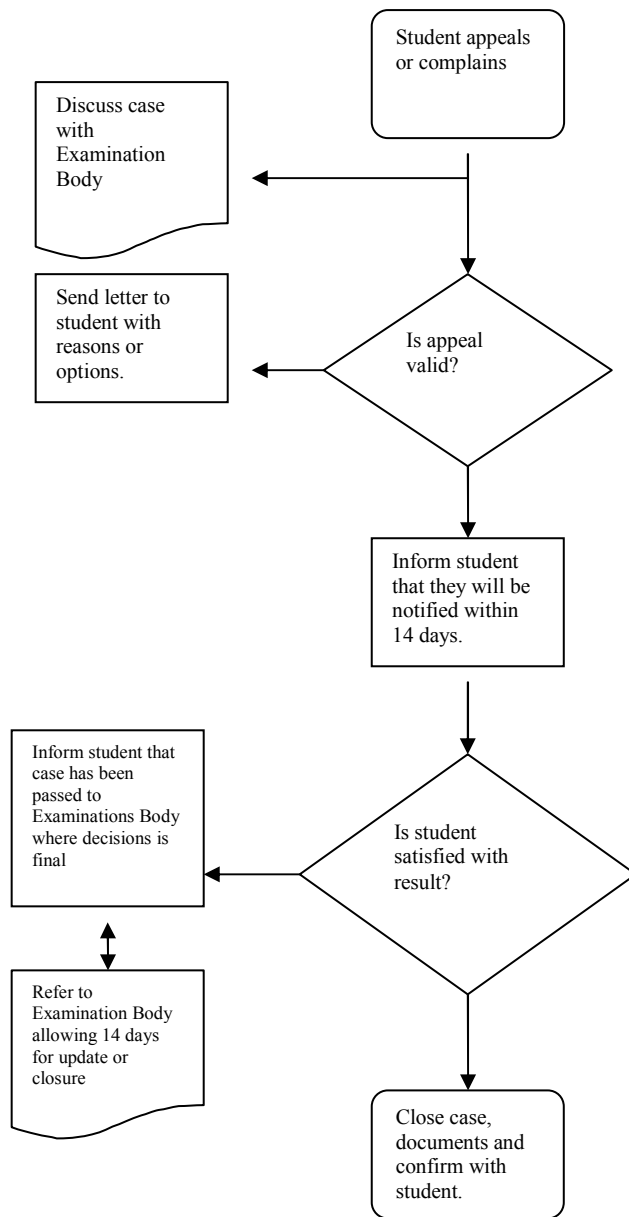 Student appeals
or complains
Discuss case
with
Examination
Body
Send letter to
student with
reasons or
options.
Is appeal
valid?
Inform student
that they will be
notified within
14 days.
Inform student that
case has been
passed to
Examinations Body
where decisions is
final
Is student
satisfied with
result?
Refer to
Examination Body
allowing 14 days
for update or
closure
Close case,
documents and
confirm with
student.